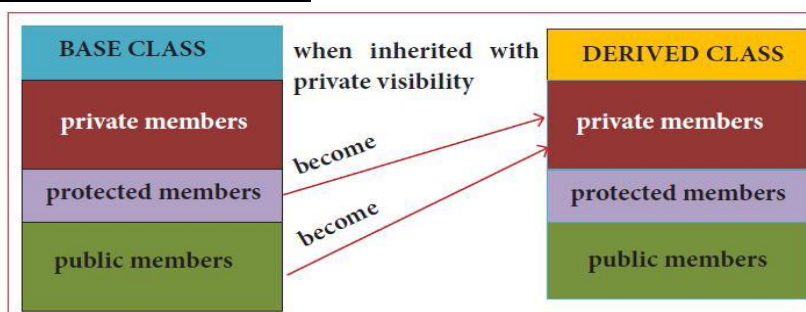 BASE CLASS
when inherited with
private visibility
DERIVED CLASS
private members
become
private members
protected members
become
protected members
public members
public members